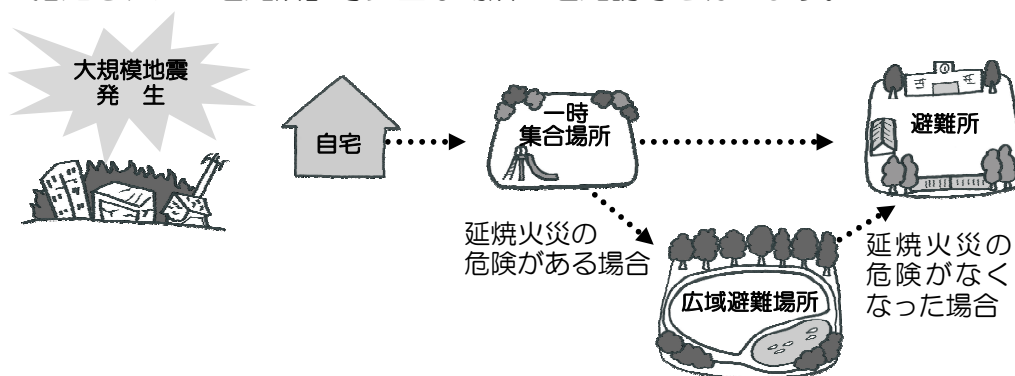 大規模地震
発 生
自宅
一時
集合場所
避難所
延焼火災の
危険がある場合
広域避難場所
延焼火災の
危険がなく
なった場合